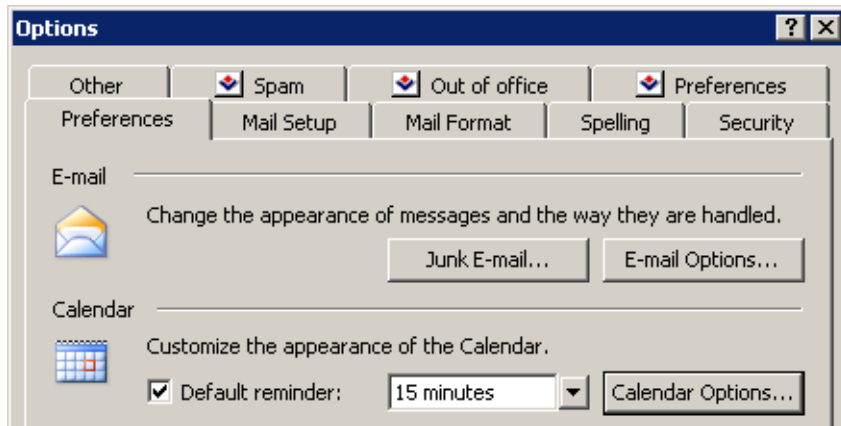 Options
Other Spam Out of office Preferences
Preferences Mail Setup Mail Format Spelling Security
E-mail
Change the appearance of messages and the way they are handled.
Junk E-mail... E-mail Options...
Calendar
Customize the appearance of the Calendar.
Default reminder: 15 minutes Calendar Options...